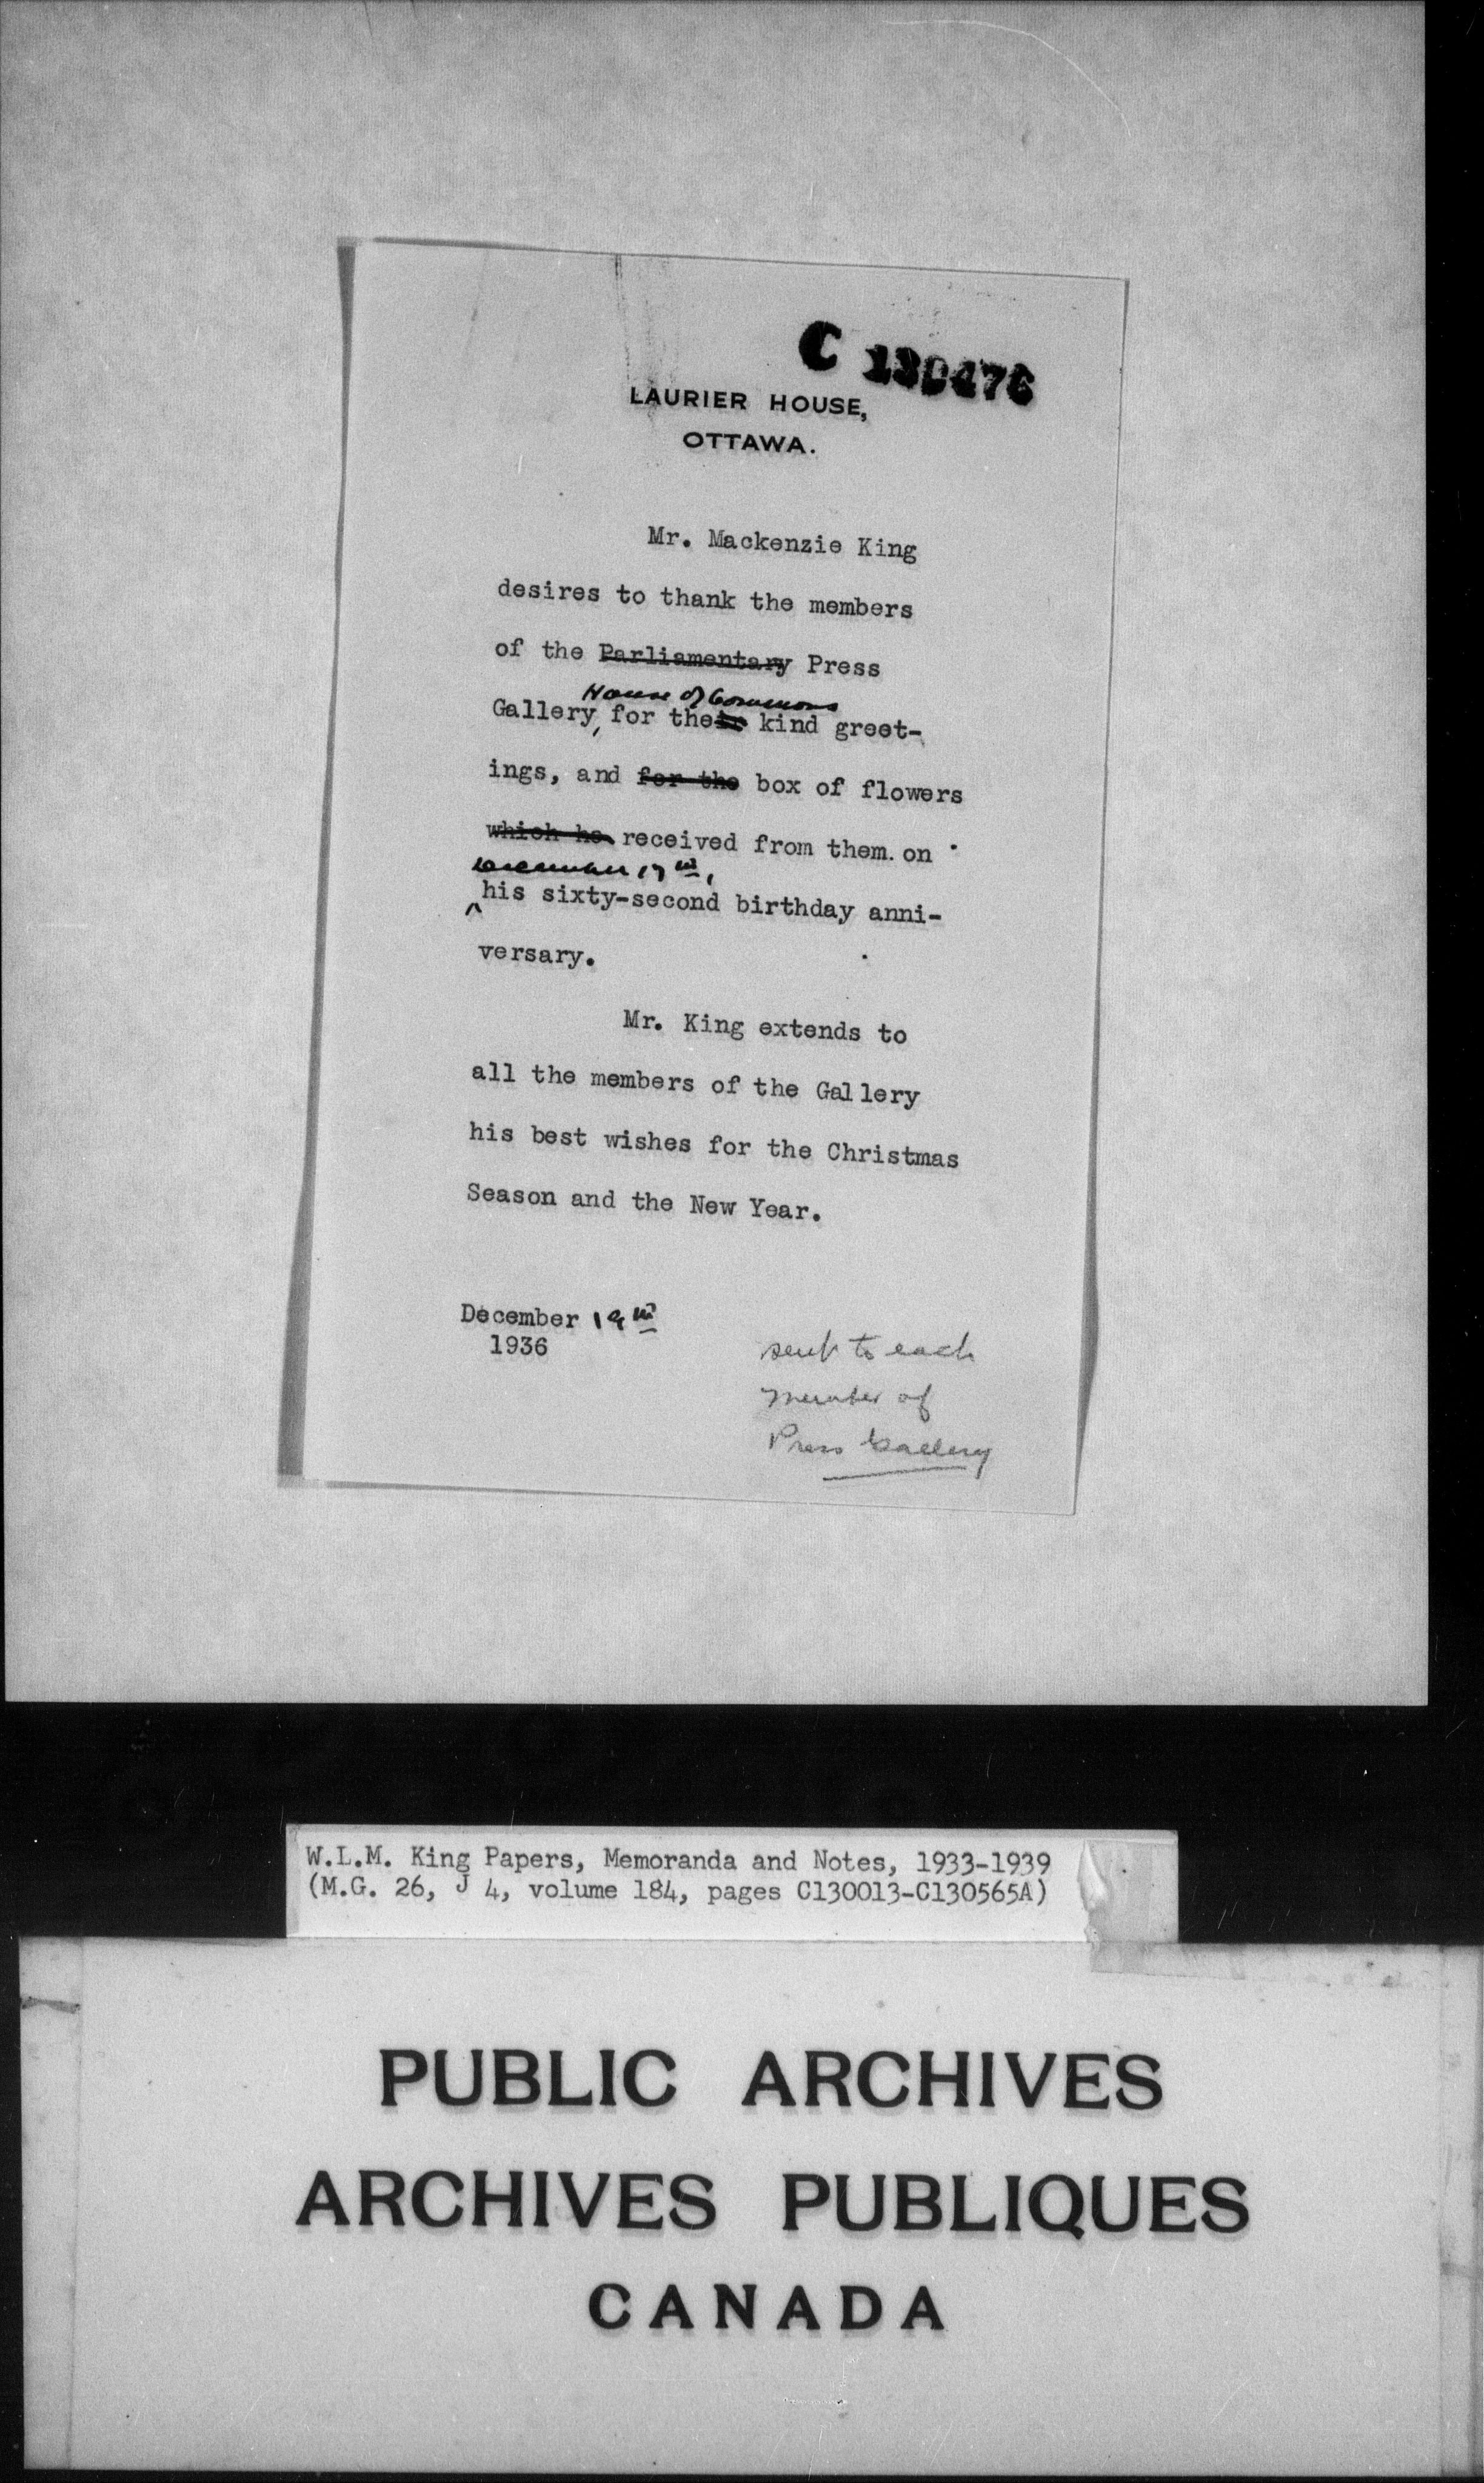 C 130476
LAURIER HOUSE,
OTTAWA.
Mr. Mackenzie King
desires to thank the members
of the Parliamentary Press
House of Commons
Gallery, for their kind greet-
ings, and for the box of flowers
which he received from them. on
December 17th,
his sixty-second birthday anni-
versary.
Mr. King extends to
all the members of the Gallery
his best wishes for the Christmas
Season and the New Year.
December 19th
1936
sent to each
member of
Press Gallery
W.L.M. King Papers, Memoranda and Notes, 1933-1939
(M.G. 26, J 4, volume 184, pages C130013-C130565A)
PUBLIC ARCHIVES
ARCHIVES PUBLIQUES
CANADA